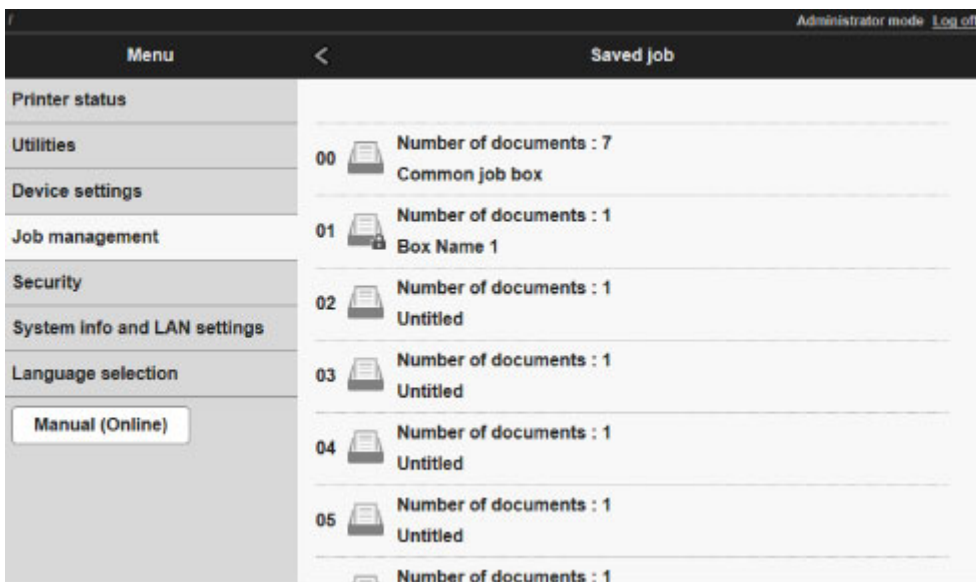 Administrator mode Log off
Menu
< Saved job
Printer status
Utilities
Device settings
Job management
Security
System info and LAN settings
Language selection
Manual (Online)
00
Number of documents : 7
Common job box
01
Number of documents : 1
Box Name 1
02
Number of documents : 1
Untitled
03
Number of documents : 1
Untitled
04
Number of documents : 1
Untitled
05
Number of documents : 1
Untitled
Number of documents : 1